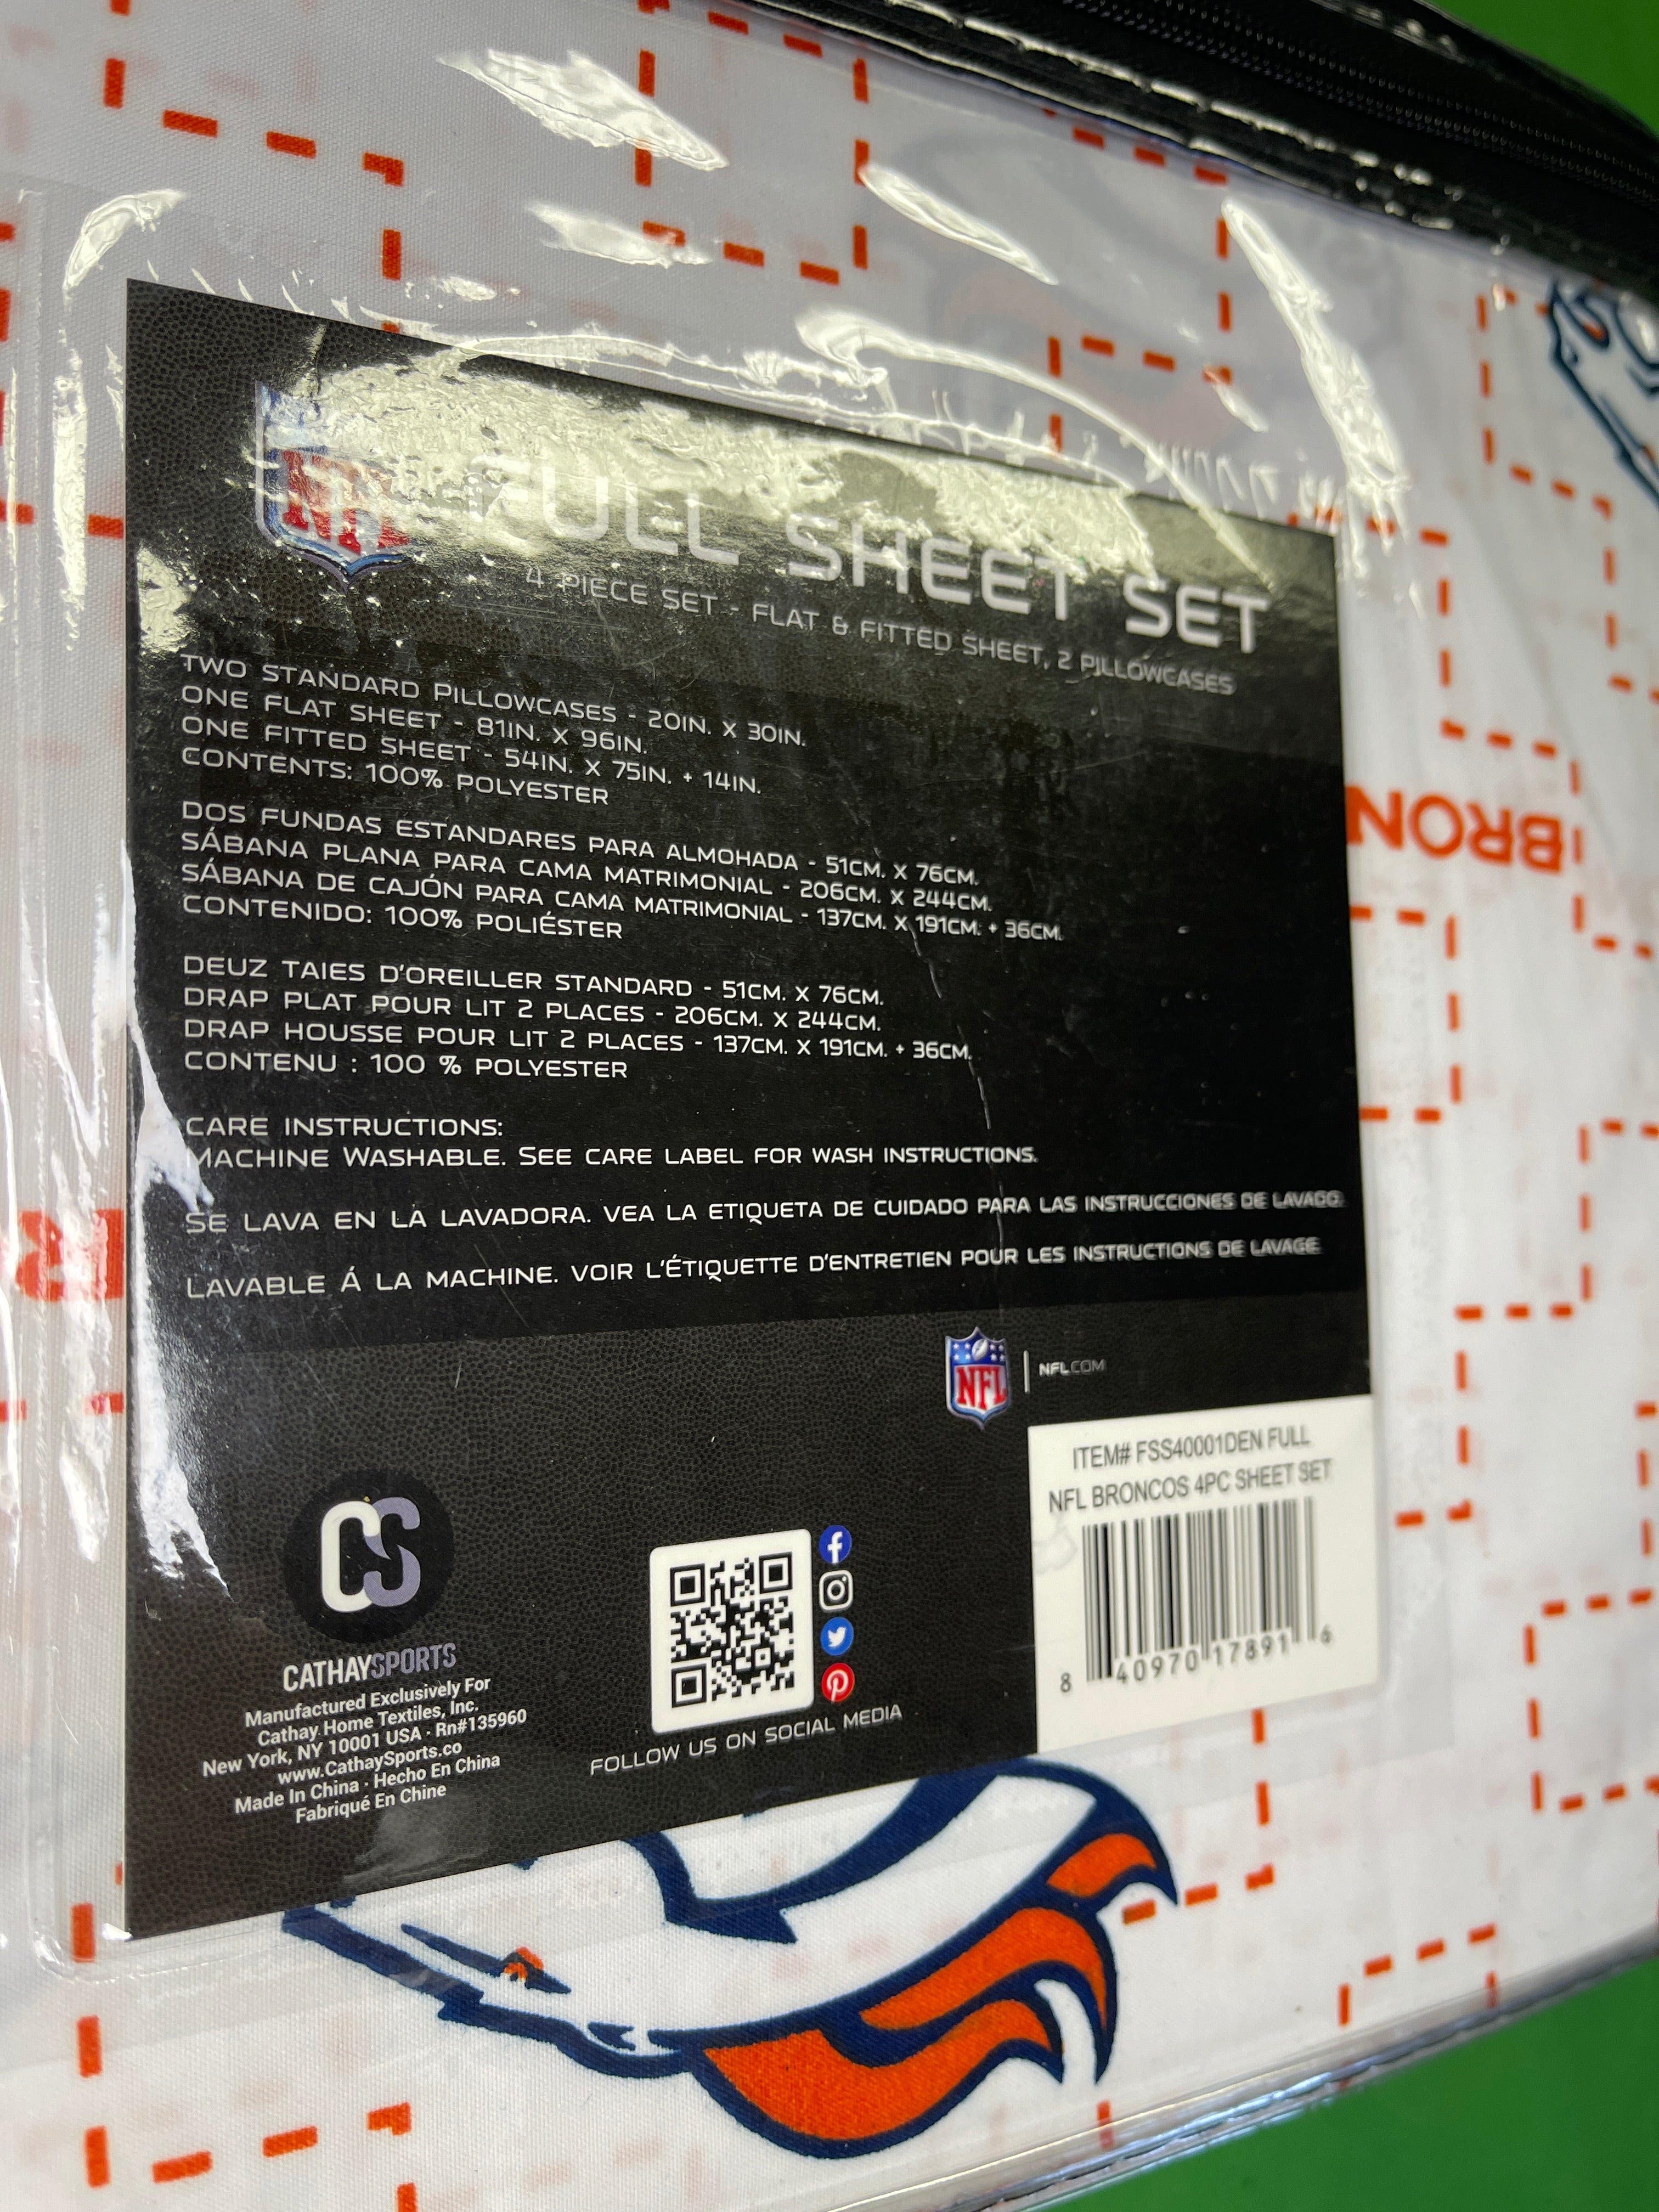 NFL
FULL SHEET SET
4 PIECE SET - FLAT & FITTED SHEET, 2 PILLOWCASES
TWO STANDARD PILLOWCASES - 20IN. X 30IN.
ONE FLAT SHEET - 81IN. X 96IN.
ONE FITTED SHEET - 54IN. X 75IN. + 14IN.
CONTENTS: 100% POLYESTER
DOS FUNDAS ESTANDARES PARA ALMOHADA - 51CM. X 76CM.
SÁBANA PLANA PARA CAMA MATRIMONIAL - 206CM. X 244CM.
SÁBANA DE CAJÓN PARA CAMA MATRIMONIAL - 137CM. X 191CM. + 36CM.
CONTENIDO: 100% POLIÉSTER
DEUZ TAIES D'OREILLER STANDARD - 51CM. X 76CM.
DRAP PLAT POUR LIT 2 PLACES - 206CM. X 244CM.
DRAP HOUSSE POUR LIT 2 PLACES - 137CM. X 191CM. + 36CM.
CONTENU : 100 % POLYESTER
CARE INSTRUCTIONS:
MACHINE WASHABLE. SEE CARE LABEL FOR WASH INSTRUCTIONS.
SE LAVA EN LA LAVADORA. VEA LA ETIQUETA DE CUIDADO PARA LAS INSTRUCCIONES DE LAVADO.
LAVABLE Á LA MACHINE. VOIR L'ÉTIQUETTE D'ENTRETIEN POUR LES INSTRUCTIONS DE LAVAGE
NFL | NFL.COM
ITEM# FSS40001DEN FULL
NFL BRONCOS 4PC SHEET SET
8 40970 17891 6
CS
CATHAYSPORTS
Manufactured Exclusively For
Cathay Home Textiles, Inc.
New York, NY 10001 USA · Rn#135960
www.CathaySports.co
Made In China · Hecho En China
Fabriqué En Chine
FOLLOW US ON SOCIAL MEDIA
BRON